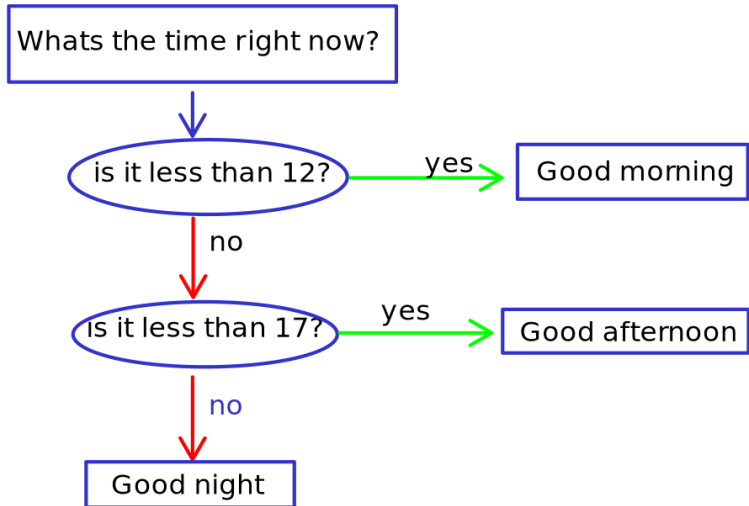 Whats the time right now?
is it less than 12?
yes
Good morning
no
is it less than 17?
yes
Good afternoon
no
Good night